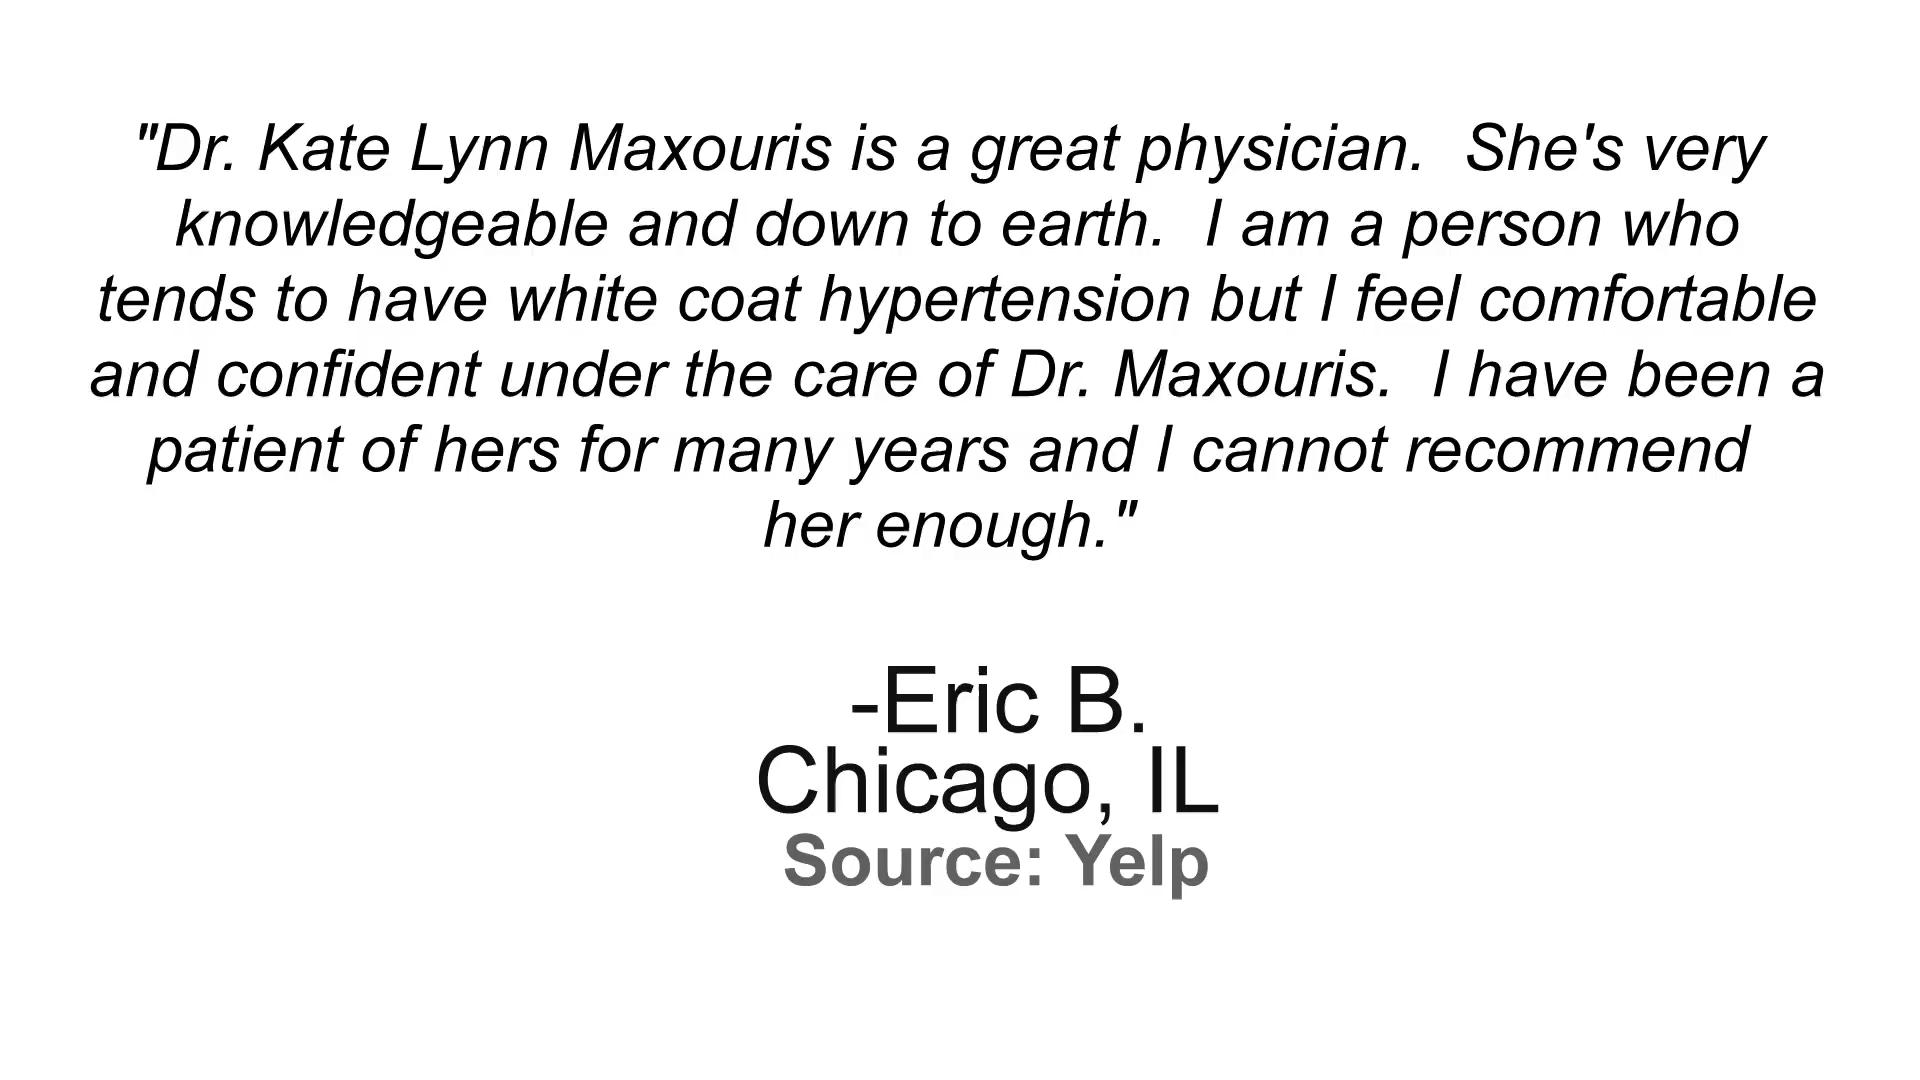 "Dr. Kate Lynn Maxouris is a great physician.  She's very
knowledgeable and down to earth.  I am a person who
tends to have white coat hypertension but I feel comfortable
and confident under the care of Dr. Maxouris.  I have been a
patient of hers for many years and I cannot recommend
her enough."
-Eric B.
Chicago, IL
Source: Yelp